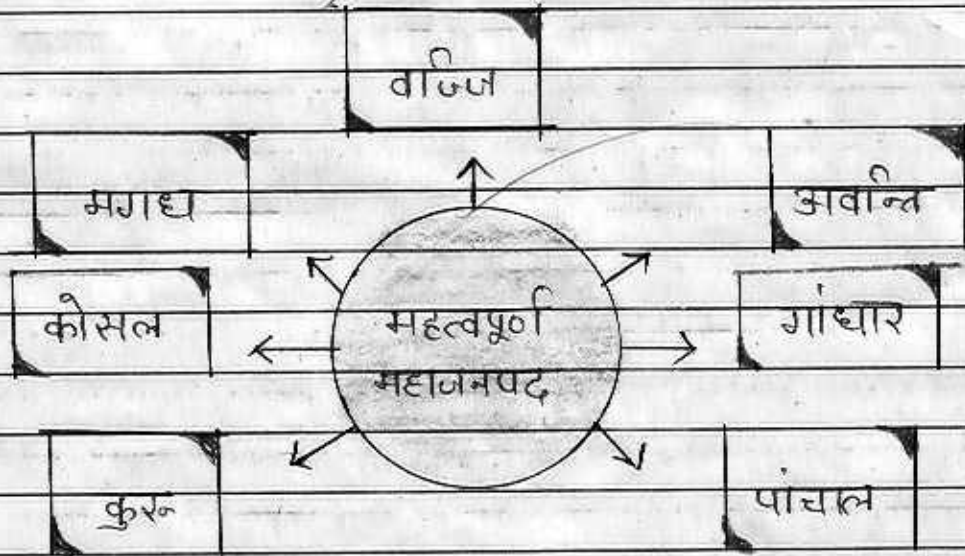 वज्जि
मगध
अवन्ति
कोसल
महत्वपूर्ण
महाजनपद
गांधार
कुरु
पांचाल